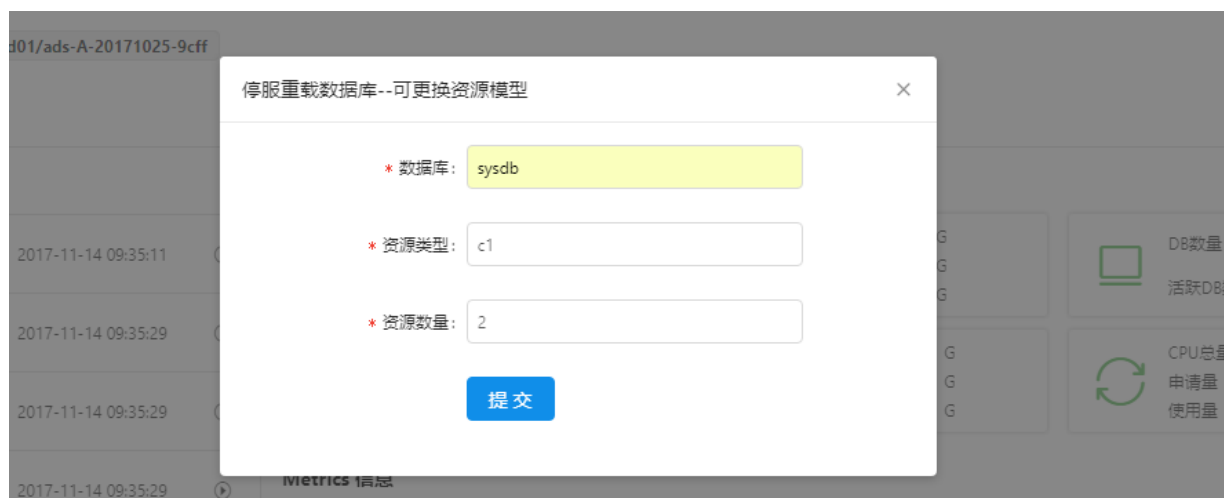 d01/ads-A-20171025-9cff
停服重载数据库--可更换资源模型
* 数据库: sysdb
* 资源类型: c1
* 资源数量: 2
提 交
2017-11-14 09:35:11
2017-11-14 09:35:29
2017-11-14 09:35:29
2017-11-14 09:35:29
G
G
G
DB数量
活跃DB
G
G
G
CPU总量
申请量
使用量
Metrics 信息